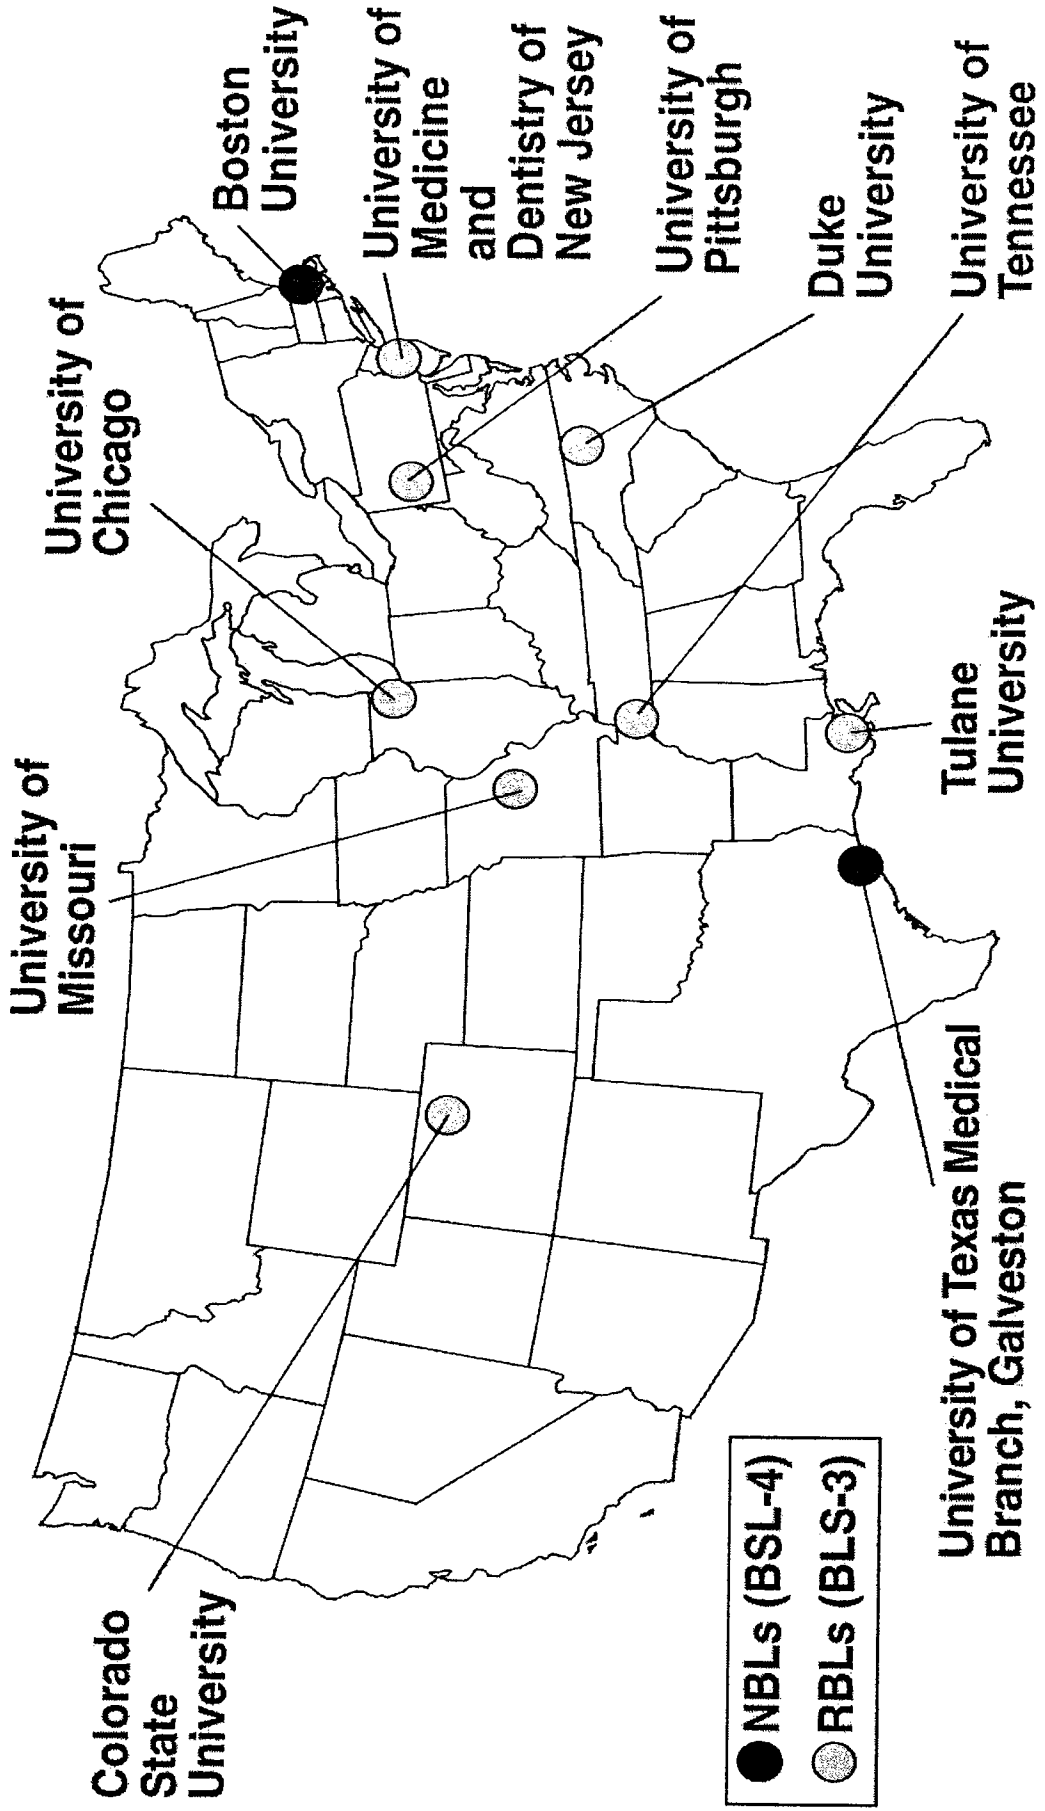 University of
Missouri
University of
Chicago
Boston
University
Colorado
State
University
University of
Medicine
and
Dentistry of
New Jersey
University of
Pittsburgh
Duke
University
University of
Tennessee
Tulane
University
University of Texas Medical
Branch, Galveston
NBLs (BSL-4)
RBLs (BLS-3)